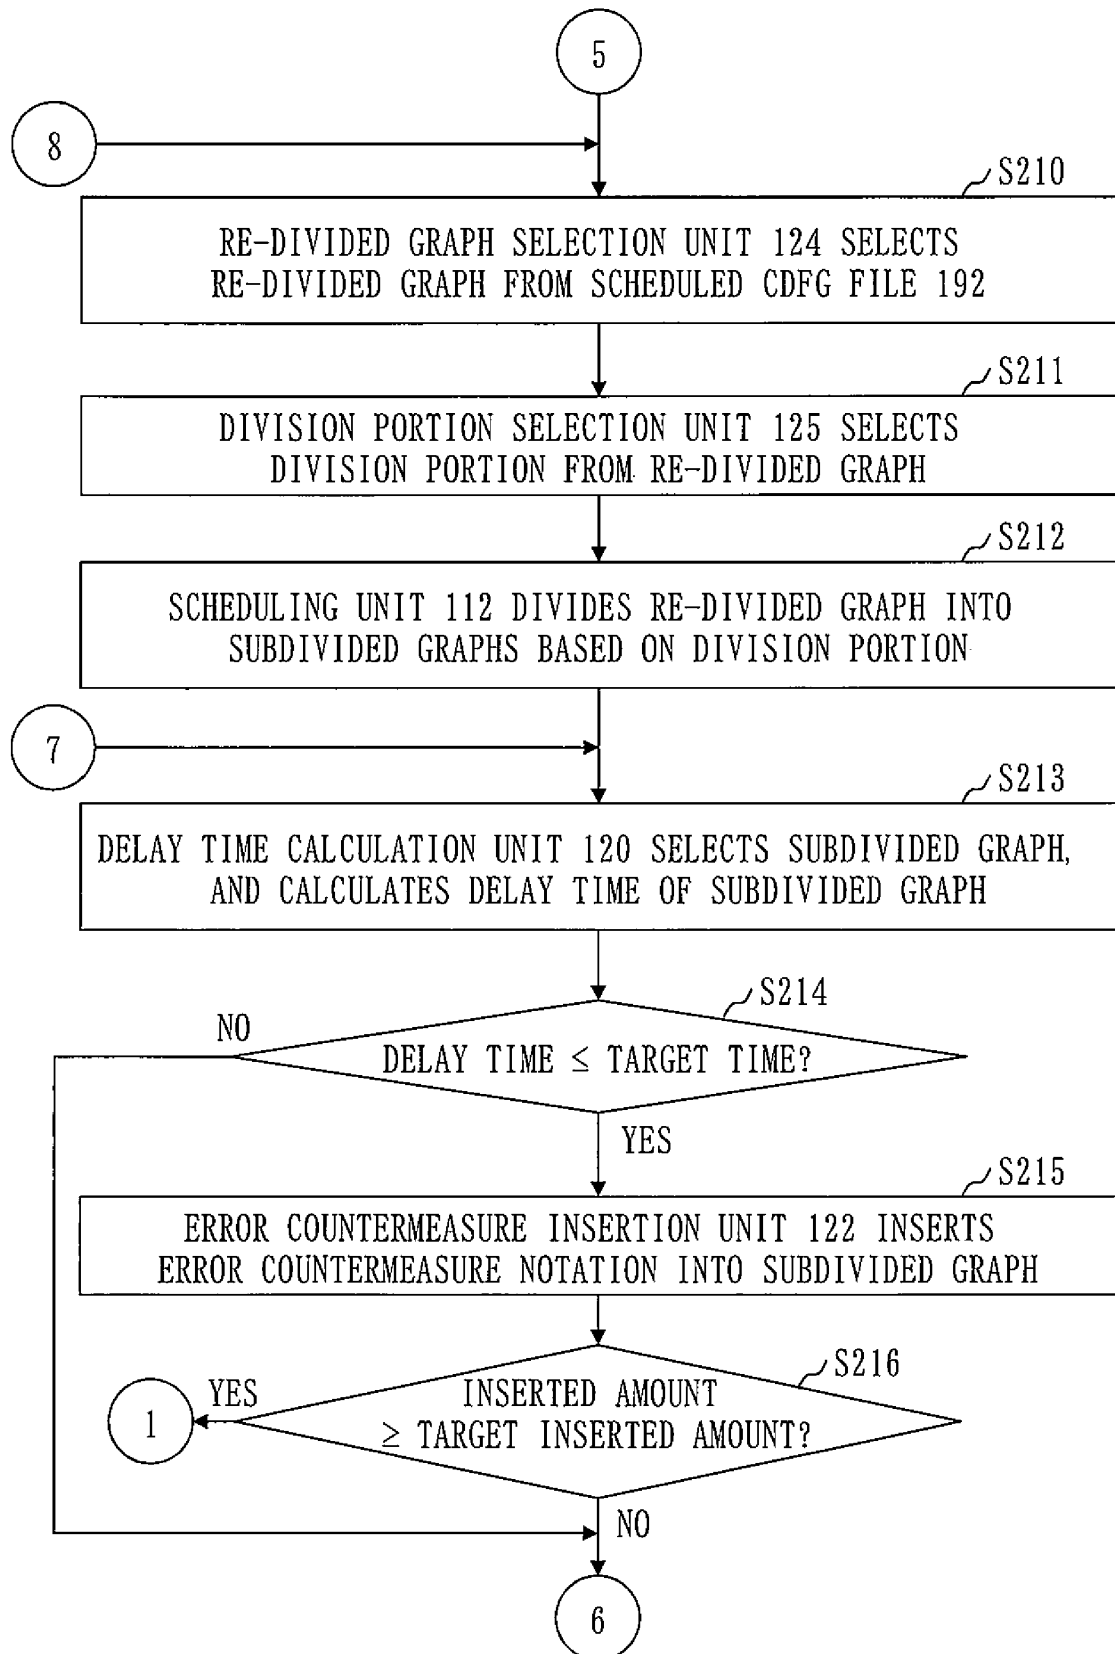 5
8
S210
RE-DIVIDED GRAPH SELECTION UNIT 124 SELECTS
RE-DIVIDED GRAPH FROM SCHEDULED CDFG FILE 192
S211
DIVISION PORTION SELECTION UNIT 125 SELECTS
DIVISION PORTION FROM RE-DIVIDED GRAPH
S212
SCHEDULING UNIT 112 DIVIDES RE-DIVIDED GRAPH INTO
SUBDIVIDED GRAPHS BASED ON DIVISION PORTION
7
S213
DELAY TIME CALCULATION UNIT 120 SELECTS SUBDIVIDED GRAPH,
AND CALCULATES DELAY TIME OF SUBDIVIDED GRAPH
S214
NO
DELAY TIME ≤ TARGET TIME?
YES
S215
ERROR COUNTERMEASURE INSERTION UNIT 122 INSERTS
ERROR COUNTERMEASURE NOTATION INTO SUBDIVIDED GRAPH
S216
YES
1
INSERTED AMOUNT
≥ TARGET INSERTED AMOUNT?
NO
6